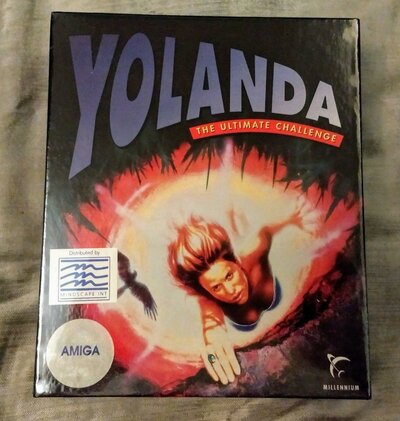 YOLANDA
THE ULTIMATE CHALLENGE
Distributed by
MINDSCAPE INT
AMIGA
MILLENNIUM